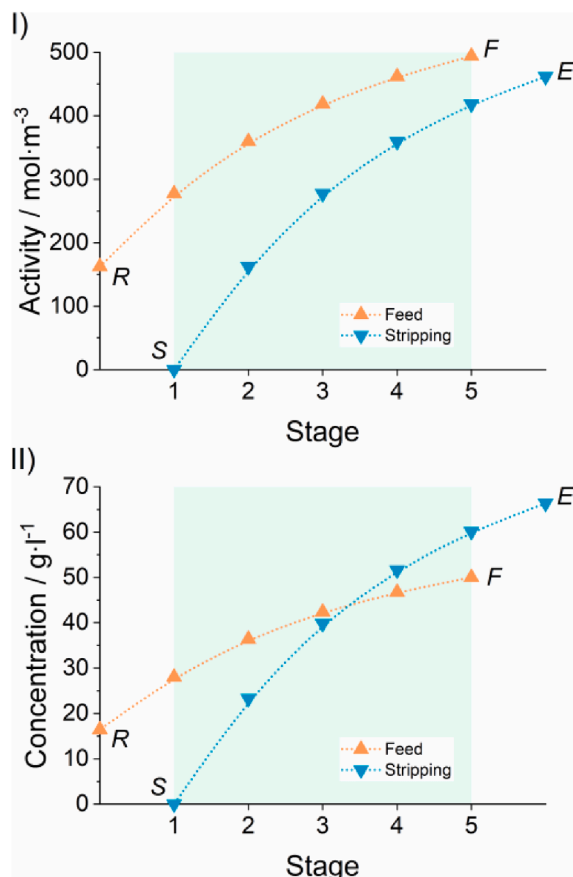 I)
500
400
300
200
100
0
Activity / mol·m⁻³
R
S
F
E
Feed
Stripping
1 2 3 4 5
Stage
II)
70
60
50
40
30
20
10
0
Concentration / g·l⁻¹
R
S
E
F
Feed
Stripping
1 2 3 4 5
Stage